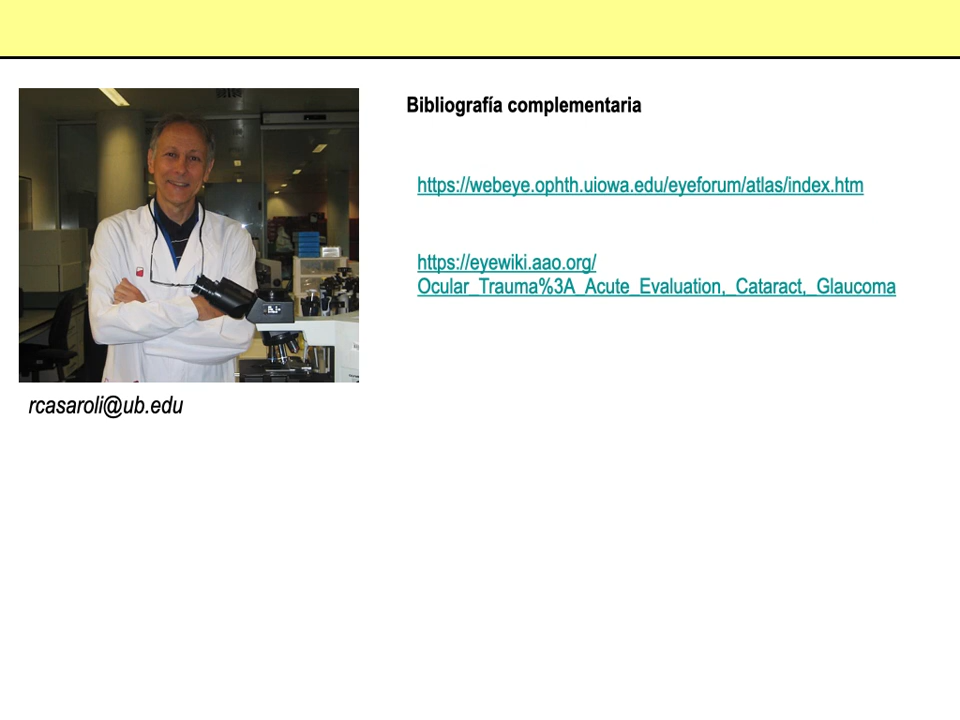 Bibliografía complementaria
https://webeye.ophth.uiowa.edu/eyeforum/atlas/index.htm
https://eyewiki.aao.org/
Ocular_Trauma%3A_Acute_Evaluation,_Cataract,_Glaucoma
rcasaroli@ub.edu